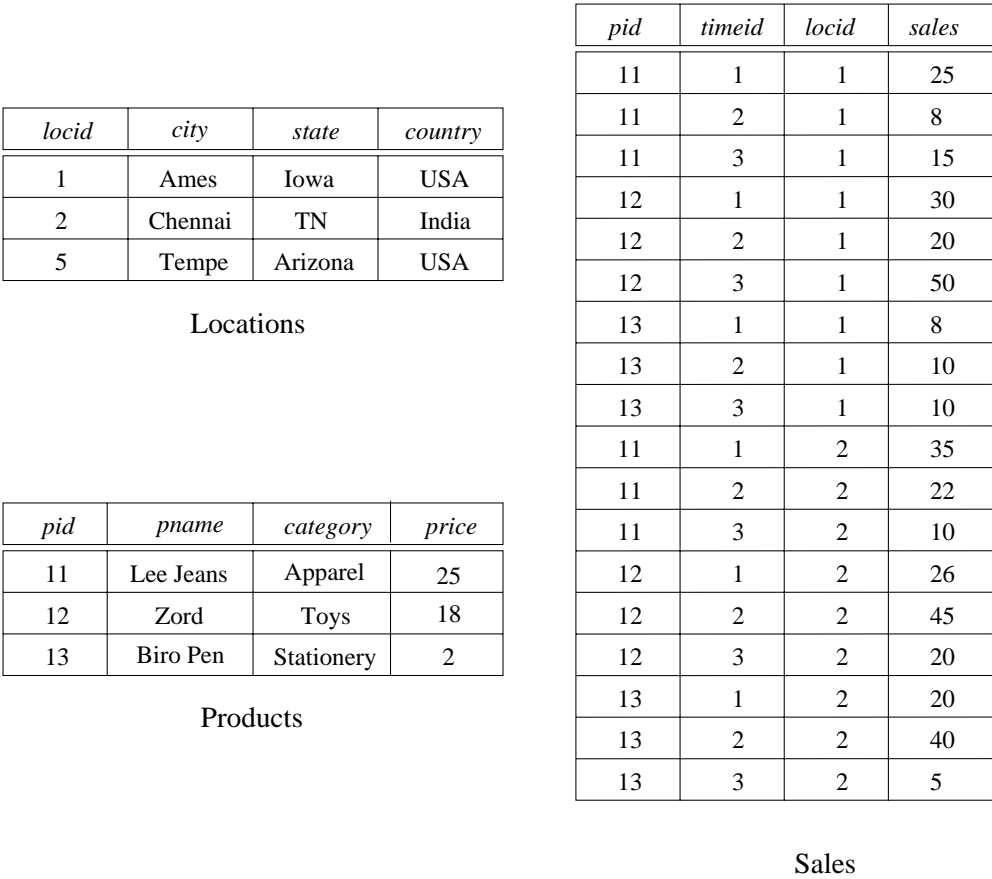 locid city state country
1 Ames Iowa USA
2 Chennai TN India
5 Tempe Arizona USA
Locations
pid pname category price
11 Lee Jeans Apparel 25
12 Zord Toys 18
13 Biro Pen Stationery 2
Products
pid timeid locid sales
11 1 1 25
11 2 1 8
11 3 1 15
12 1 1 30
12 2 1 20
12 3 1 50
13 1 1 8
13 2 1 10
13 3 1 10
11 1 2 35
11 2 2 22
11 3 2 10
12 1 2 26
12 2 2 45
12 3 2 20
13 1 2 20
13 2 2 40
13 3 2 5
Sales